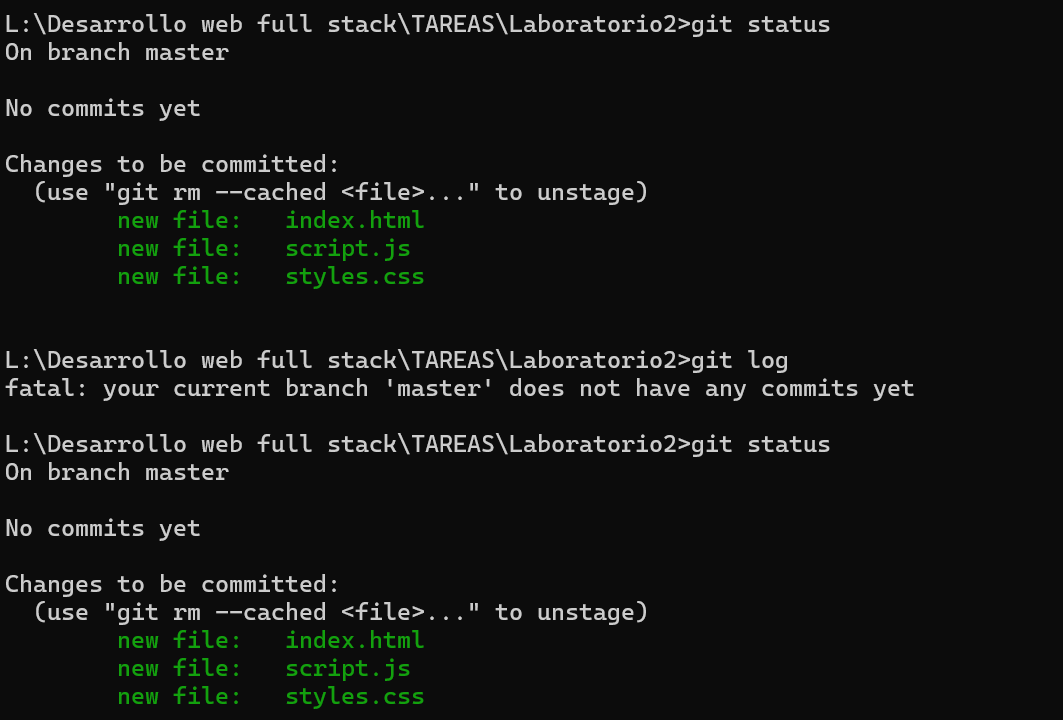 L:\Desarrollo web full stack\TAREAS\Laboratorio2>git status
On branch master
No commits yet
Changes to be committed:
  (use "git rm --cached <file>..." to unstage)
        new file:   index.html
        new file:   script.js
        new file:   styles.css
L:\Desarrollo web full stack\TAREAS\Laboratorio2>git log
fatal: your current branch 'master' does not have any commits yet
L:\Desarrollo web full stack\TAREAS\Laboratorio2>git status
On branch master
No commits yet
Changes to be committed:
  (use "git rm --cached <file>..." to unstage)
        new file:   index.html
        new file:   script.js
        new file:   styles.css